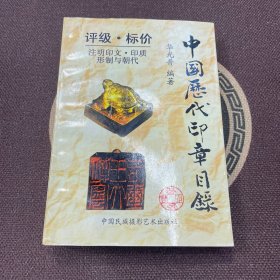 评级·标价
注明印文·印质
形制与朝代
中國歷代印章目錄
华光普 编著
中国民族摄影艺术出版社